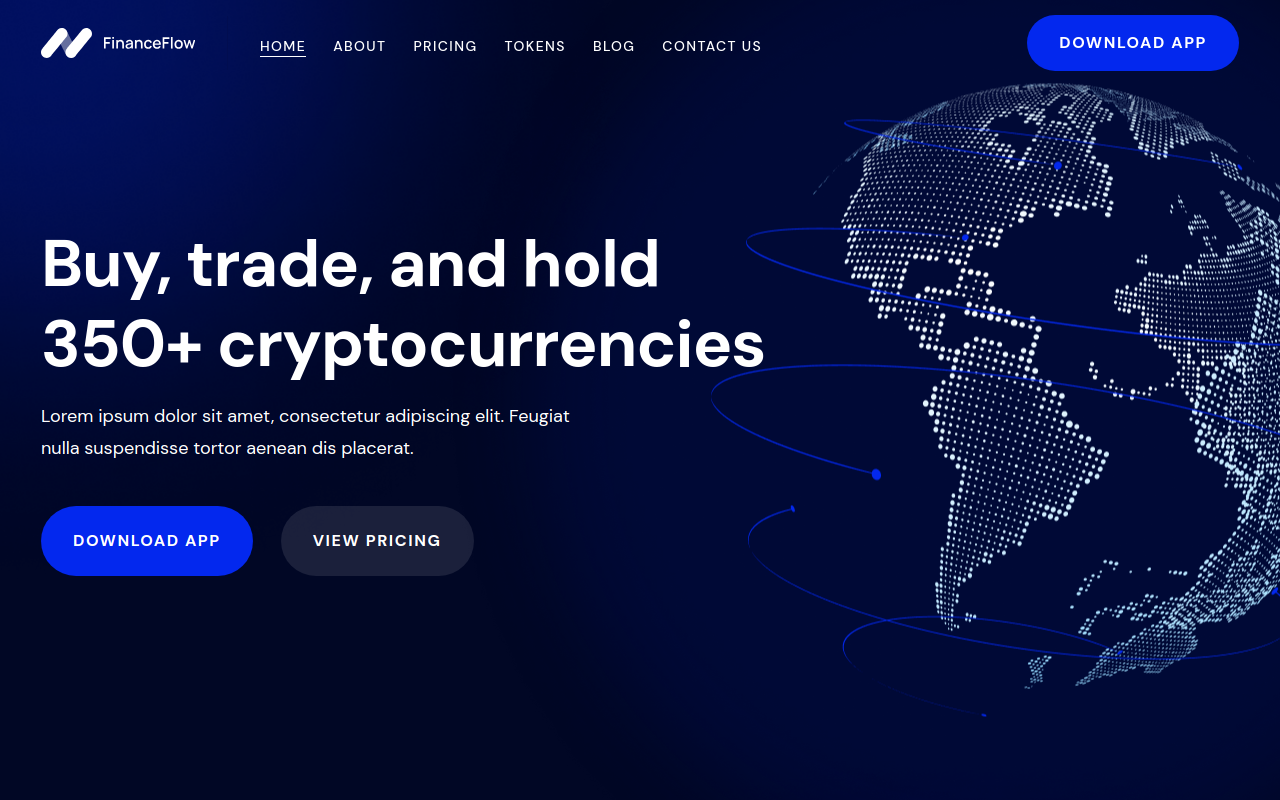 FinanceFlow
HOME ABOUT PRICING TOKENS BLOG CONTACT US
DOWNLOAD APP
Buy, trade, and hold
350+ cryptocurrencies
Lorem ipsum dolor sit amet, consectetur adipiscing elit. Feugiat
nulla suspendisse tortor aenean dis placerat.
DOWNLOAD APP
VIEW PRICING